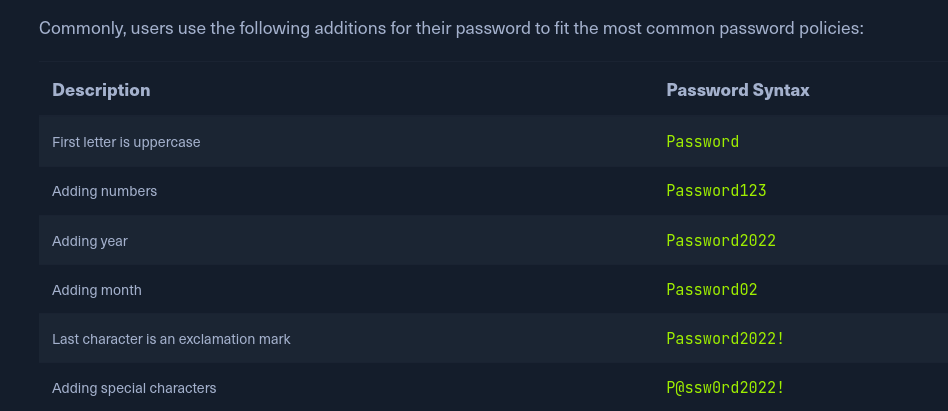 Commonly, users use the following additions for their password to fit the most common password policies:
Description Password Syntax
First letter is uppercase Password
Adding numbers Password123
Adding year Password2022
Adding month Password02
Last character is an exclamation mark Password2022!
Adding special characters P@ssw0rd2022!